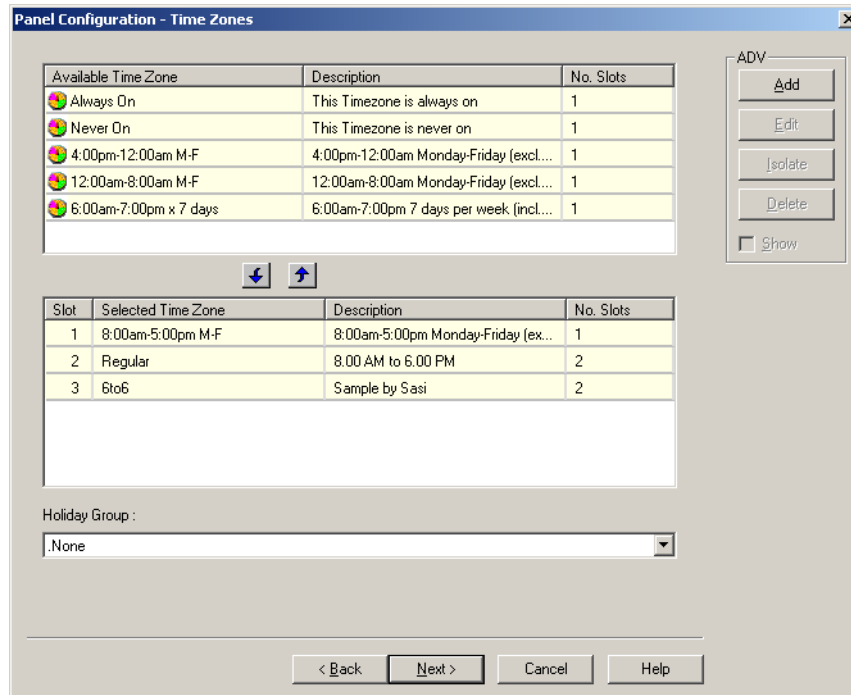 Panel Configuration - Time Zones
Available Time Zone Description No. Slots
Always On This Timezone is always on 1
Never On This Timezone is never on 1
4:00pm-12:00am M-F 4:00pm-12:00am Monday-Friday (excl.... 1
12:00am-8:00am M-F 12:00am-8:00am Monday-Friday (excl.... 1
6:00am-7:00pm x 7 days 6:00am-7:00pm 7 days per week (incl.... 1
ADV
Add
Edit
Isolate
Delete
Show
Slot Selected Time Zone Description No. Slots
1 8:00am-5:00pm M-F 8:00am-5:00pm Monday-Friday (ex... 1
2 Regular 8.00 AM to 6.00 PM 2
3 6to6 Sample by Sasi 2
Holiday Group :
.None
< Back Next > Cancel Help